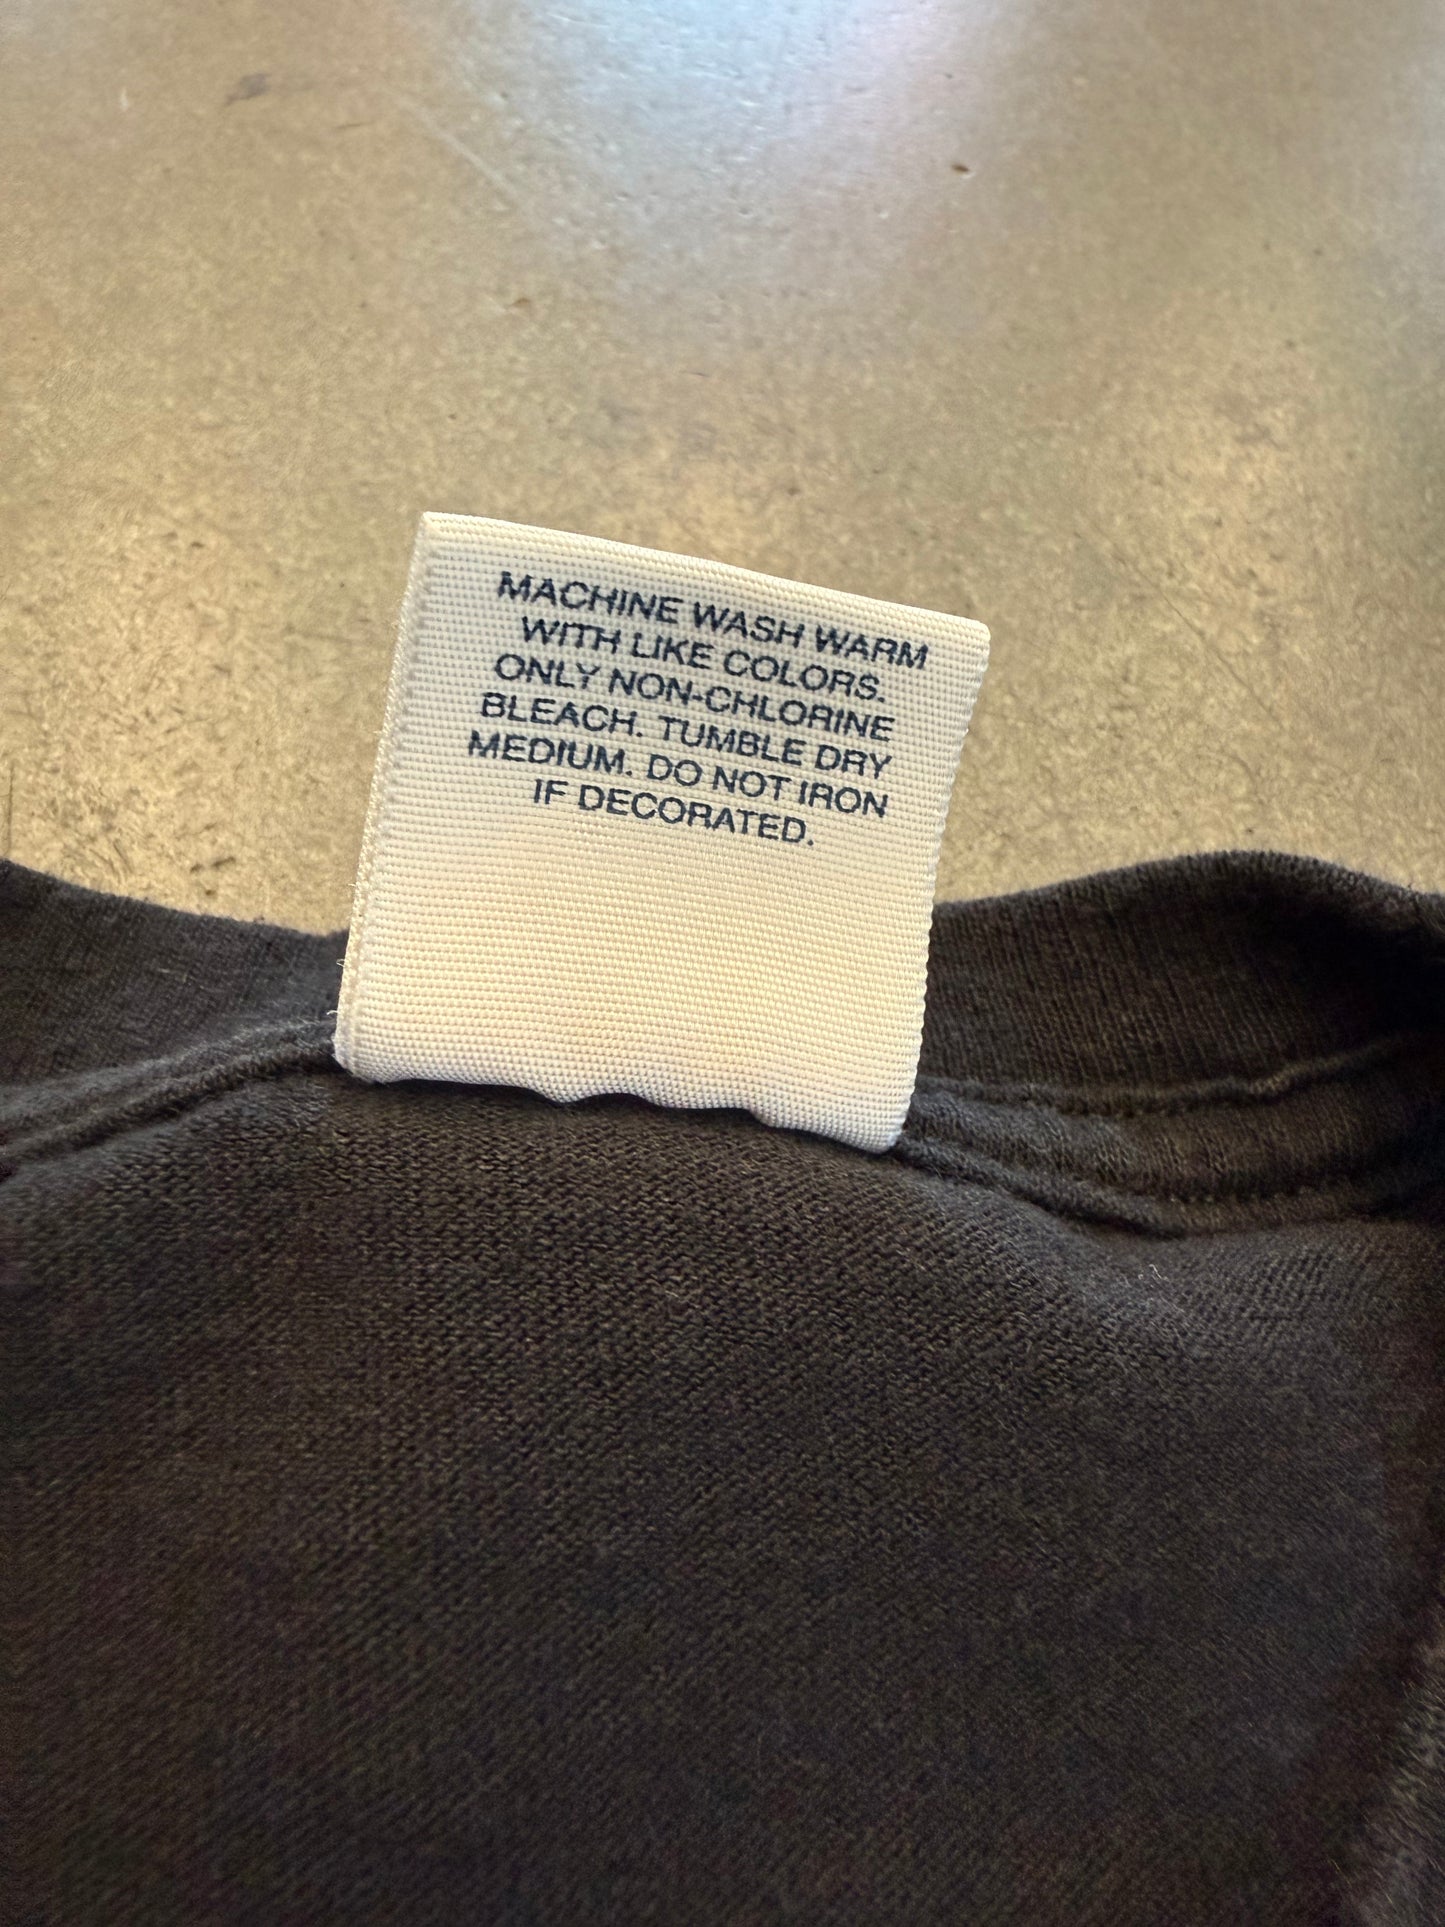 MACHINE WASH WARM
WITH LIKE COLORS.
ONLY NON-CHLORINE
BLEACH. TUMBLE DRY
MEDIUM. DO NOT IRON
IF DECORATED.